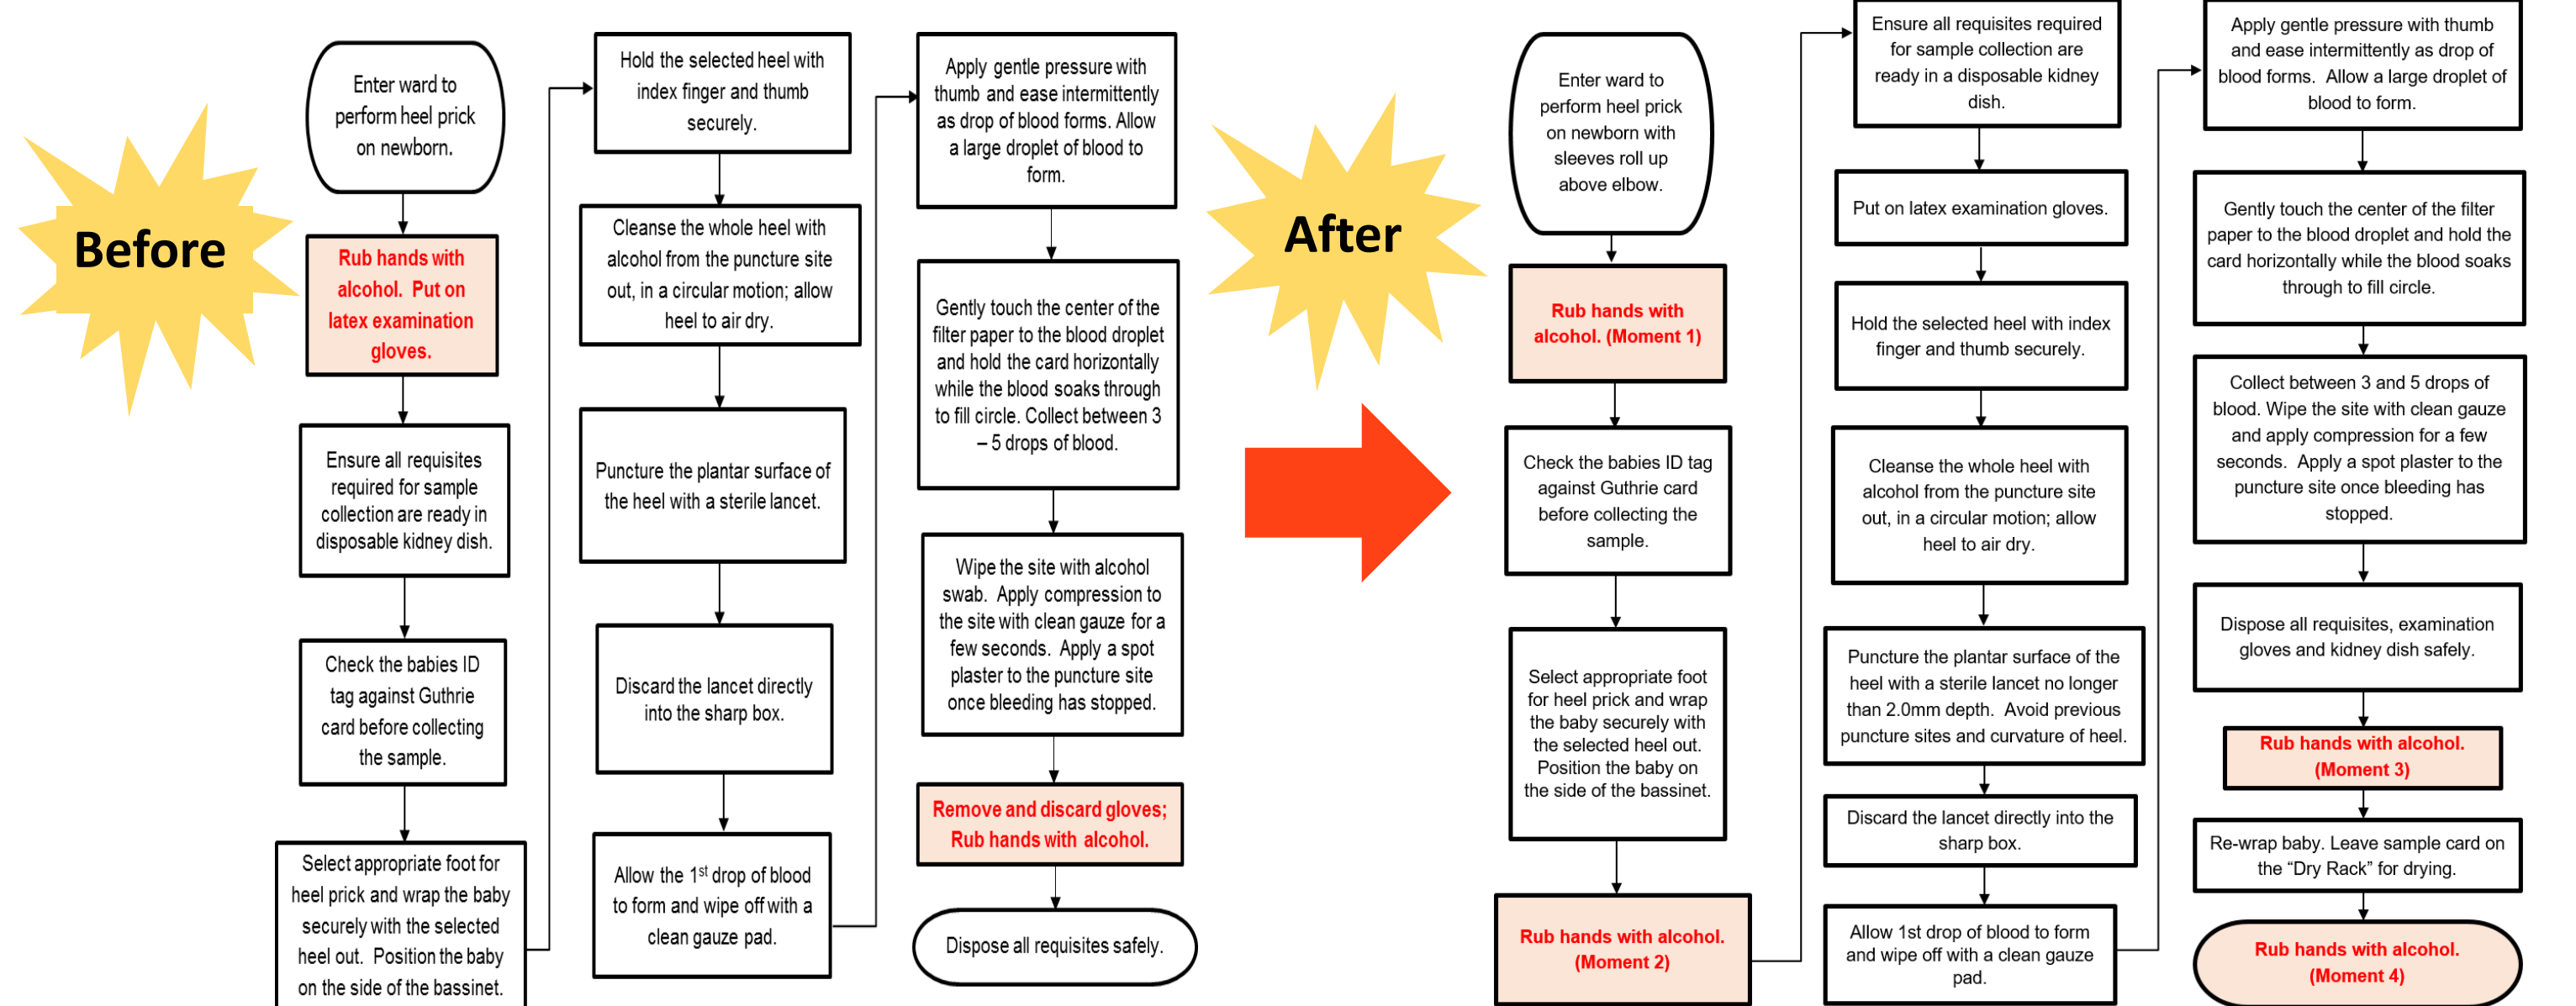 Before
Enter ward to
perform heel prick
on newborn.
Rub hands with
alcohol. Put on
latex examination
gloves.
Ensure all requisites
required for sample
collection are ready in
disposable kidney dish.
Check the babies ID
tag against Guthrie
card before collecting
the sample.
Select appropriate foot for
heel prick and wrap the baby
securely with the selected
heel out. Position the baby
on the side of the bassinet.
Hold the selected heel with
index finger and thumb
securely.
Cleanse the whole heel with
alcohol from the puncture site
out, in a circular motion; allow
heel to air dry.
Puncture the plantar surface of
the heel with a sterile lancet.
Discard the lancet directly
into the sharp box.
Allow the 1st drop of blood
to form and wipe off with a
clean gauze pad.
Apply gentle pressure with
thumb and ease intermittently
as drop of blood forms. Allow
a large droplet of blood to
form.
Gently touch the center of the
filter paper to the blood droplet
and hold the card horizontally
while the blood soaks through
to fill circle. Collect between 3
– 5 drops of blood.
Wipe the site with alcohol
swab. Apply compression to
the site with clean gauze for a
few seconds. Apply a spot
plaster to the puncture site
once bleeding has stopped.
Remove and discard gloves;
Rub hands with alcohol.
Dispose all requisites safely.
After
Enter ward to
perform heel prick
on newborn with
sleeves roll up
above elbow.
Rub hands with
alcohol. (Moment 1)
Check the babies ID tag
against Guthrie card
before collecting the
sample.
Select appropriate foot
for heel prick and wrap
the baby securely with
the selected heel out.
Position the baby on
the side of the bassinet.
Rub hands with alcohol.
(Moment 2)
Ensure all requisites required
for sample collection are
ready in a disposable kidney
dish.
Put on latex examination gloves.
Hold the selected heel with index
finger and thumb securely.
Cleanse the whole heel with
alcohol from the puncture site
out, in a circular motion; allow
heel to air dry.
Puncture the plantar surface of the
heel with a sterile lancet no longer
than 2.0mm depth. Avoid previous
puncture sites and curvature of heel.
Discard the lancet directly into the
sharp box.
Allow 1st drop of blood to form
and wipe off with a clean gauze
pad.
Apply gentle pressure with thumb
and ease intermittently as drop of
blood forms. Allow a large droplet of
blood to form.
Gently touch the center of the filter
paper to the blood droplet and hold the
card horizontally while the blood soaks
through to fill circle.
Collect between 3 and 5 drops of
blood. Wipe the site with clean gauze
and apply compression for a few
seconds. Apply a spot plaster to the
puncture site once bleeding has
stopped.
Dispose all requisites, examination
gloves and kidney dish safely.
Rub hands with alcohol.
(Moment 3)
Re-wrap baby. Leave sample card on
the “Dry Rack” for drying.
Rub hands with alcohol.
(Moment 4)